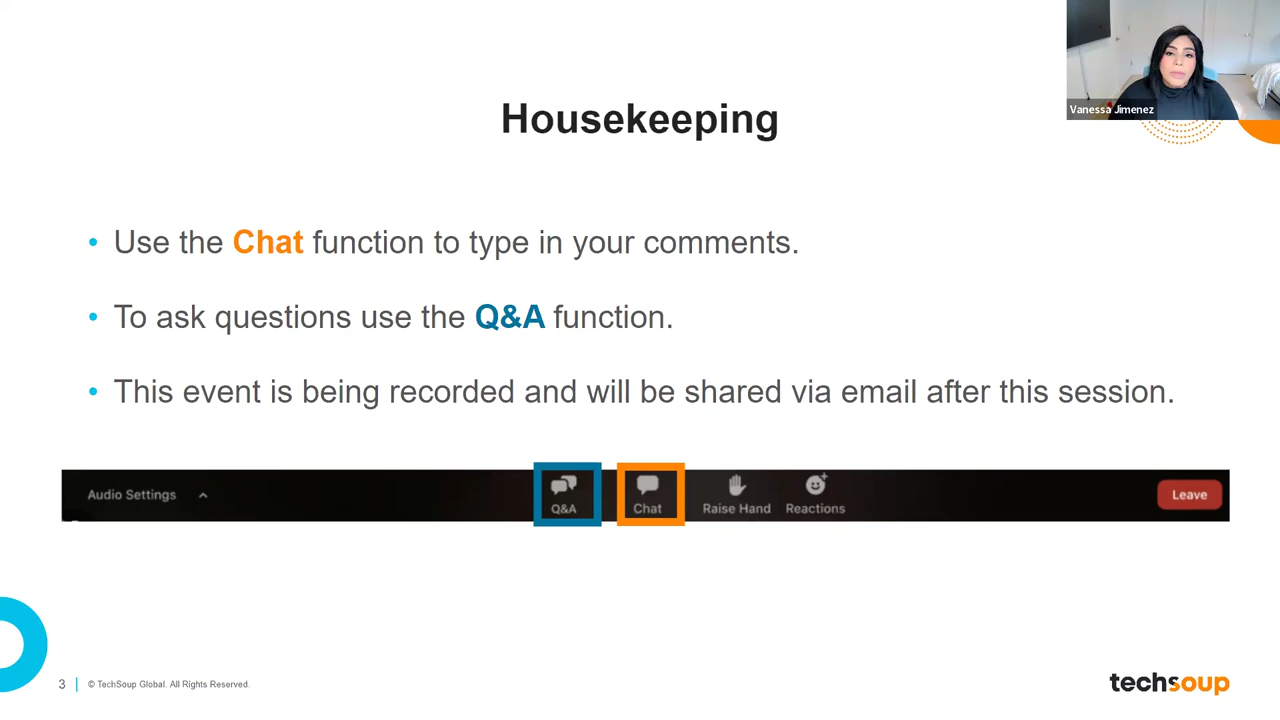 Vanessa Jimenez
Housekeeping
• Use the Chat function to type in your comments.
• To ask questions use the Q&A function.
• This event is being recorded and will be shared via email after this session.
Audio Settings
Q&A
Chat
Raise Hand
Reactions
Leave
3
© TechSoup Global. All Rights Reserved.
techsoup